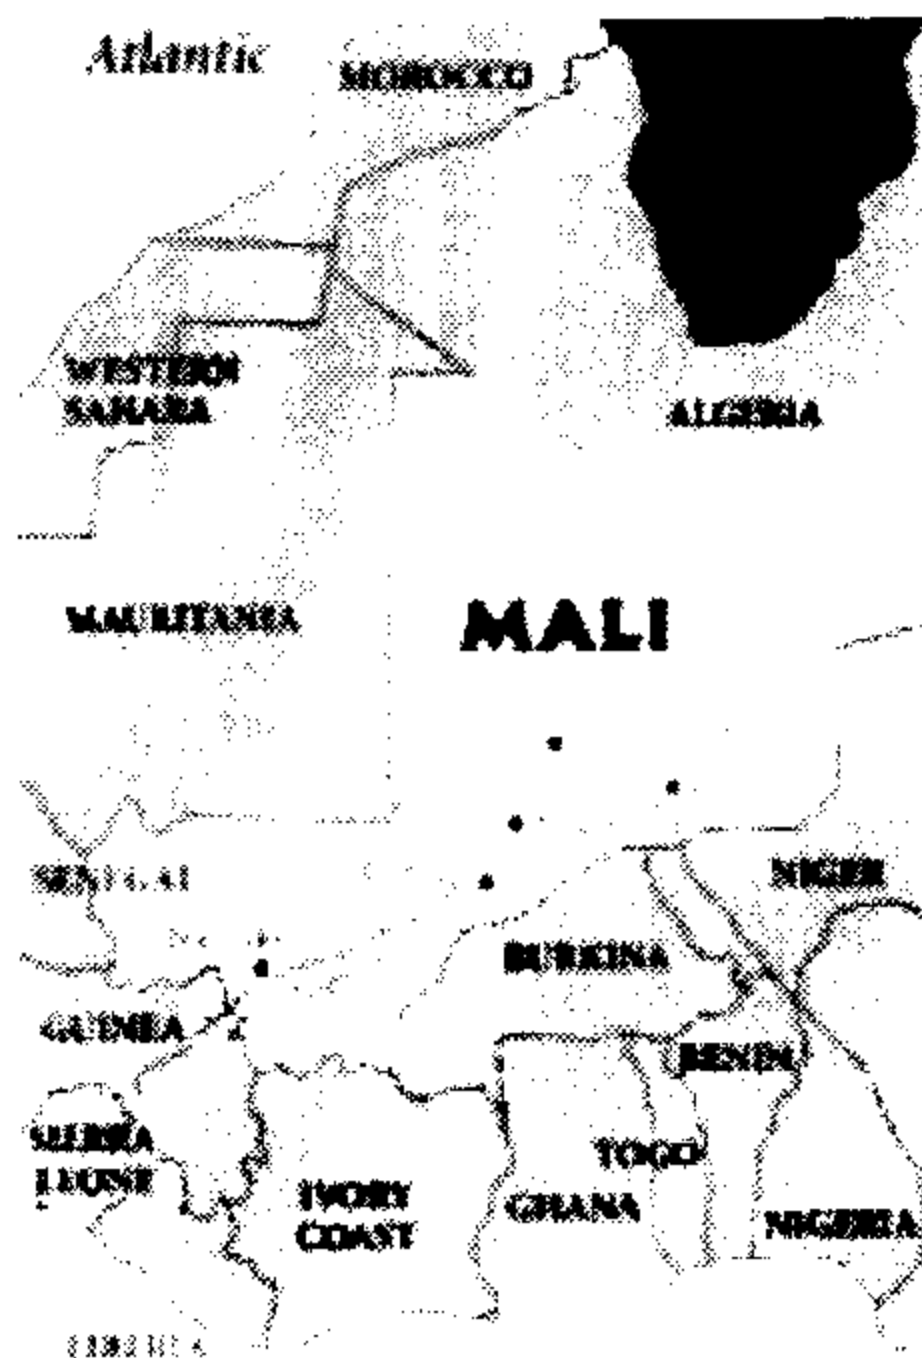 Atlantic
MOROCCO
WESTERN
SAHARA
ALGERIA
MAURITANIA
MALI
SENEGAL
NIGER
BURKINA
GUINEA
BENIN
SIERRA
LEONE
TOGO
IVORY
COAST
GHANA
NIGERIA
LIBERIA